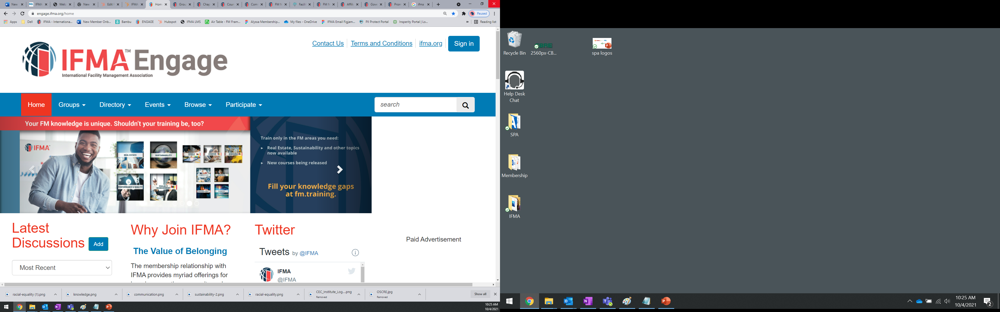 New
IFMA
Welc
New
Edit
IFMA
Hom
Grou
Chap
Coun
Com
FM M
Facili
FM M
Affilia
Gove
Pron
ifma
engage.ifma.org/home
Paused
Apps
Dell
IFMA - Internationa...
New Member Onb...
Bambu
ENGAGE
Hubspot
IFMA LMS
Air Table - FM Fram...
Alyssa Membership...
My files - OneDrive
IFMA Email Figjam...
PII Protect Portal
Insperity Portal | Lo...
»
Reading list
IFMA™ Engage
International Facility Management Association
Contact Us
Terms and Conditions
ifma.org
Sign in
Home
Groups
Directory
Events
Browse
Participate
search
Your FM knowledge is unique. Shouldn't your training be, too?
IFMA™
REAL ESTATE
SUSTAINABILITY
PERFORMANCE & QUALITY
PROJECT
MANAGEMENT
Train only in the FM areas you need:
Real Estate, Sustainability and other topics
now available
New courses being released
Fill your knowledge gaps
at fm.training.
Latest
Discussions
Add
Most Recent
Why Join IFMA?
The Value of Belonging
The membership relationship with
IFMA provides myriad offerings for
Twitter
Tweets by @IFMA
IFMA
@IFMA
Paid Advertisement
racial-equality (1).png
knowledge.png
communication.png
sustainability-2.png
racial-equality.png
CEC_Institute_Log....png
Removed
OSCRE.jpg
Removed
Show all
10:25 AM
10/4/2021
Recycle Bin
2560px-CB...
spa logos
Help Desk
Chat
SPA
Membership
IFMA
10:25 AM
10/4/2021
2